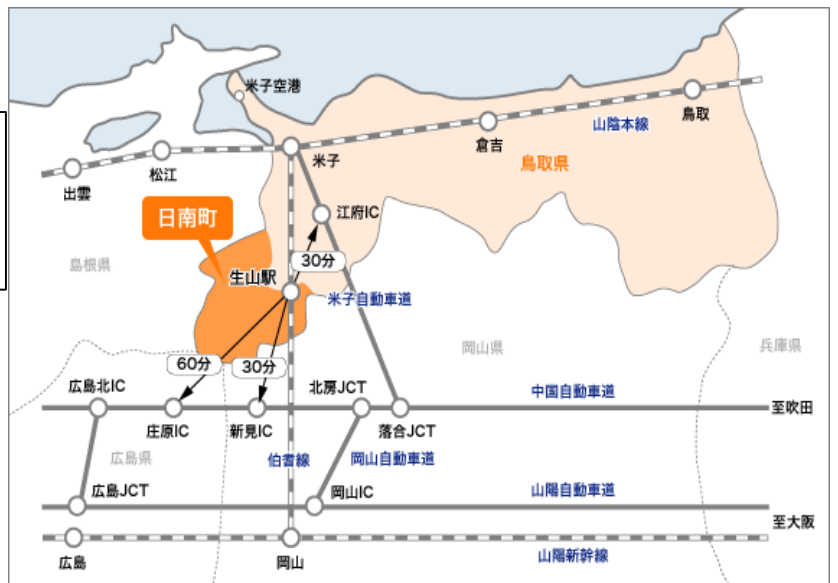 米子空港
鳥取
山陰本線
倉吉
米子
松江
出雲
鳥取県
日南町
江府IC
30分
生山駅
島根県
米子自動車道
岡山県
兵庫県
60分
30分
広島北IC
北房JCT
中国自動車道
至吹田
庄原IC
新見IC
落合JCT
広島県
伯耆線
岡山自動車道
広島JCT
岡山IC
山陽自動車道
至大阪
広島
岡山
山陽新幹線